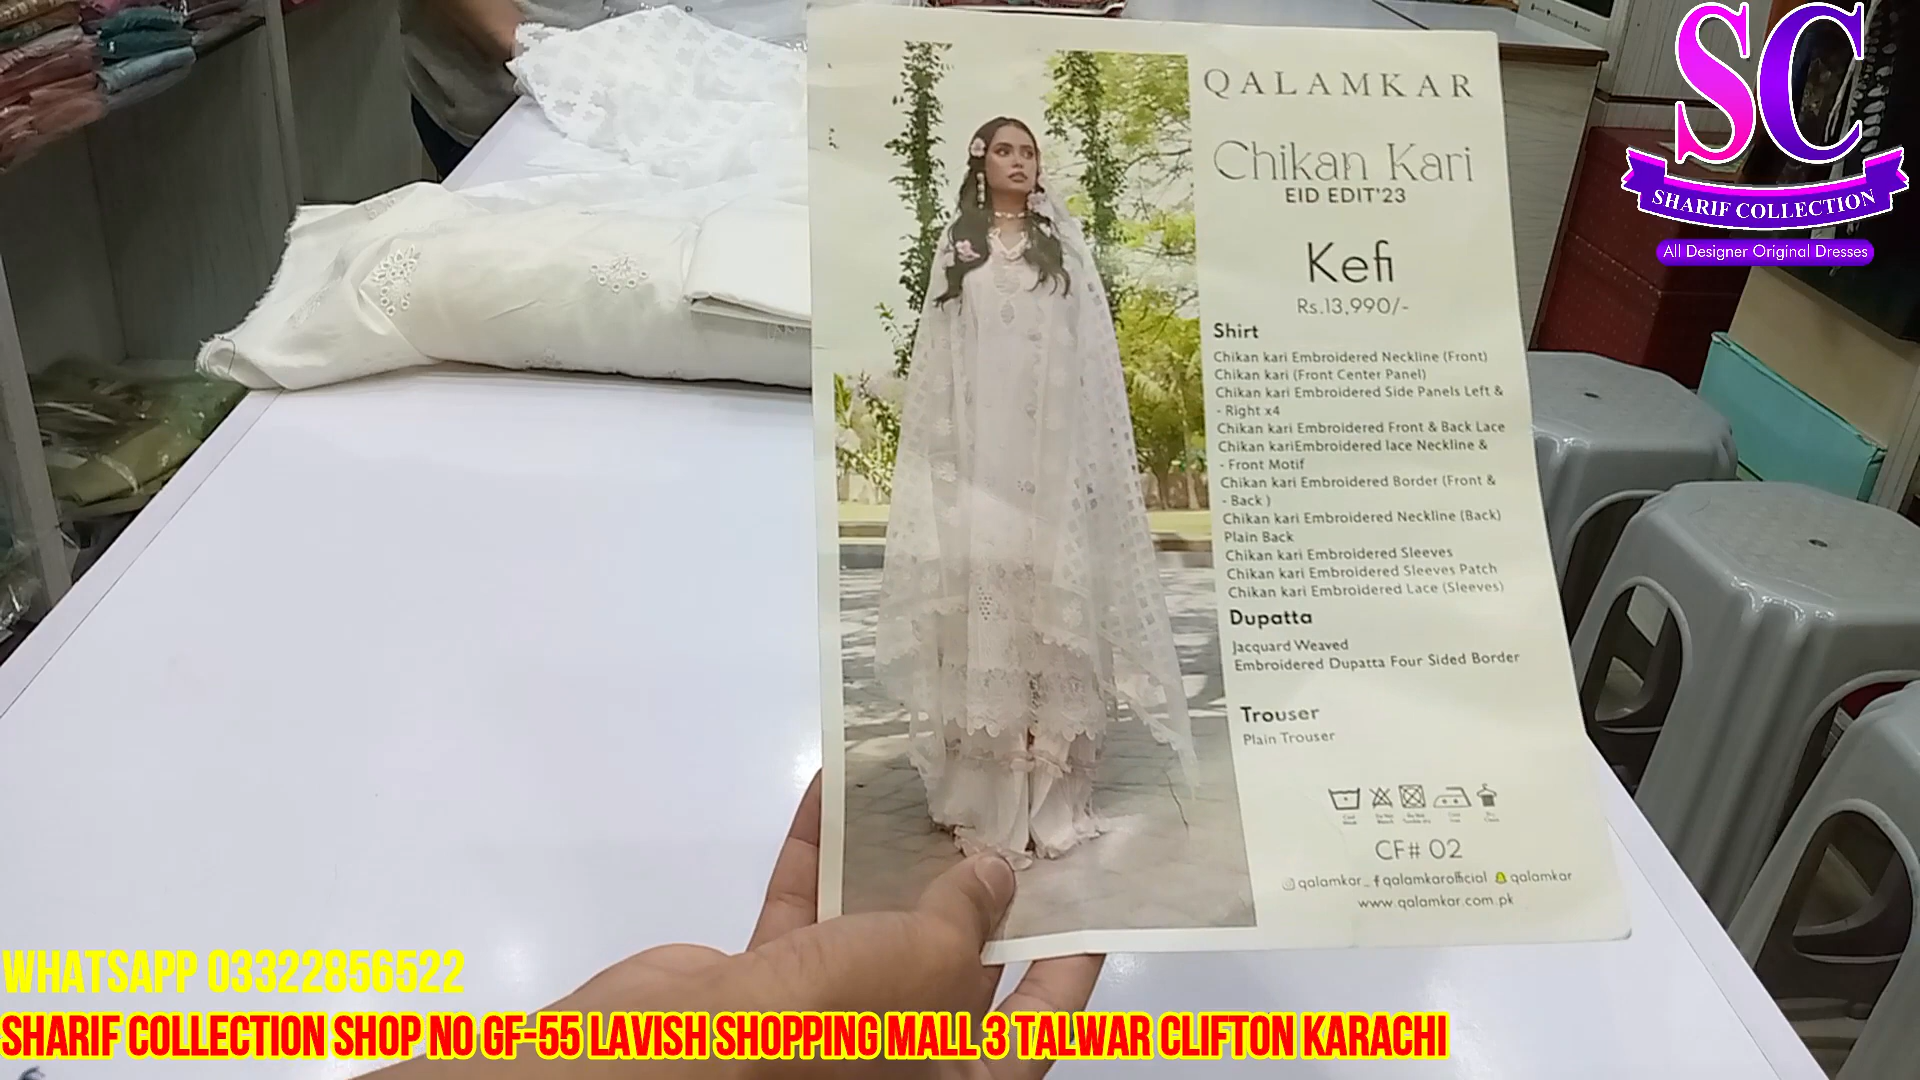 QALAMKAR
Chikan Kari
EID EDIT'23
Kefi
Rs.13,990/-
Shirt
Chikan kari Embroidered Neckline (Front)
Chikan kari (Front Center Panel)
Chikan kari Embroidered Side Panels Left &
- Right x4
Chikan kari Embroidered Front & Back Lace
Chikan kariEmbroidered lace Neckline &
- Front Motif
Chikan kari Embroidered Border (Front &
- Back )
Chikan kari Embroidered Neckline (Back)
Plain Back
Chikan kari Embroidered Sleeves
Chikan kari Embroidered Sleeves Patch
Chikan kari Embroidered Lace (Sleeves)
Dupatta
Jacquard Weaved
Embroidered Dupatta Four Sided Border
Trouser
Plain Trouser
CF# 02
qalamkar_ qalamkarofficial qalamkar
www.qalamkar.com.pk
SC
SHARIF COLLECTION
All Designer Original Dresses
WHATSAPP 03322856522
SHARIF COLLECTION SHOP NO GF-55 LAVISH SHOPPING MALL 3 TALWAR CLIFTON KARACHI